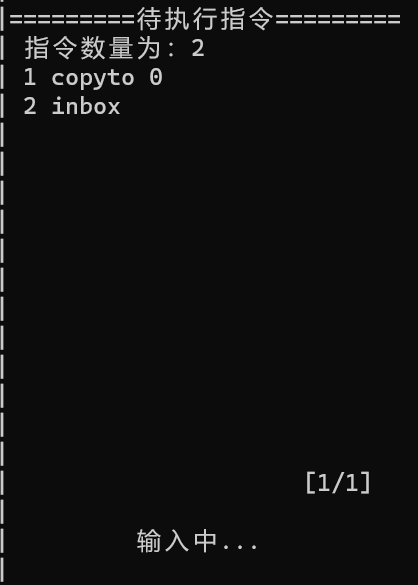 =========待执行指令=========
指令数量为：2
1 copyto 0
2 inbox
[1/1]
输入中...